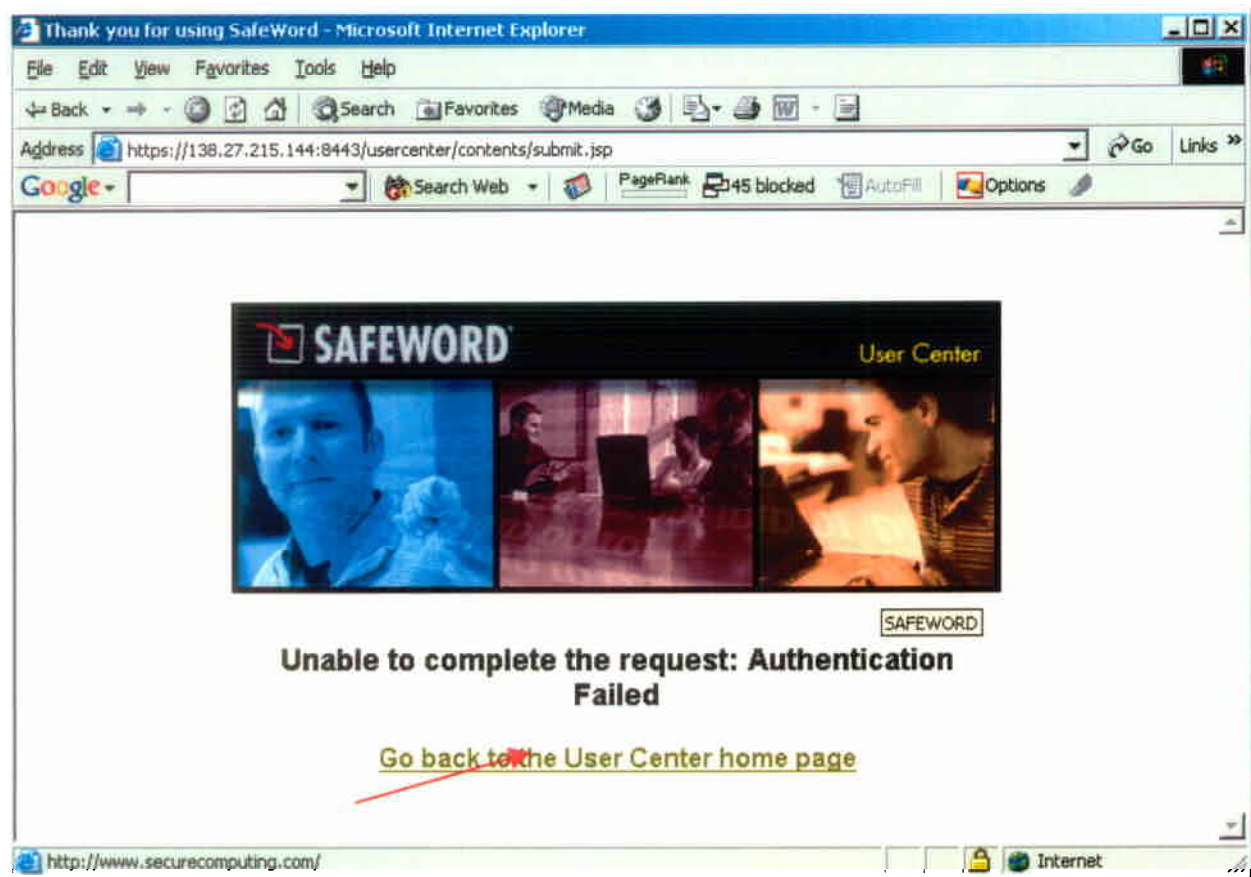 Thank you for using SafeWord - Microsoft Internet Explorer
File Edit View Favorites Tools Help
Back Search Favorites Media
Address https://138.27.215.144:8443/usercenter/contents/submit.jsp Go Links »
Google Search Web PageRank 45 blocked AutoFill Options
SAFEWORD
User Center
SAFEWORD
Unable to complete the request: Authentication
Failed
Go back to the User Center home page
http://www.securecomputing.com/ Internet